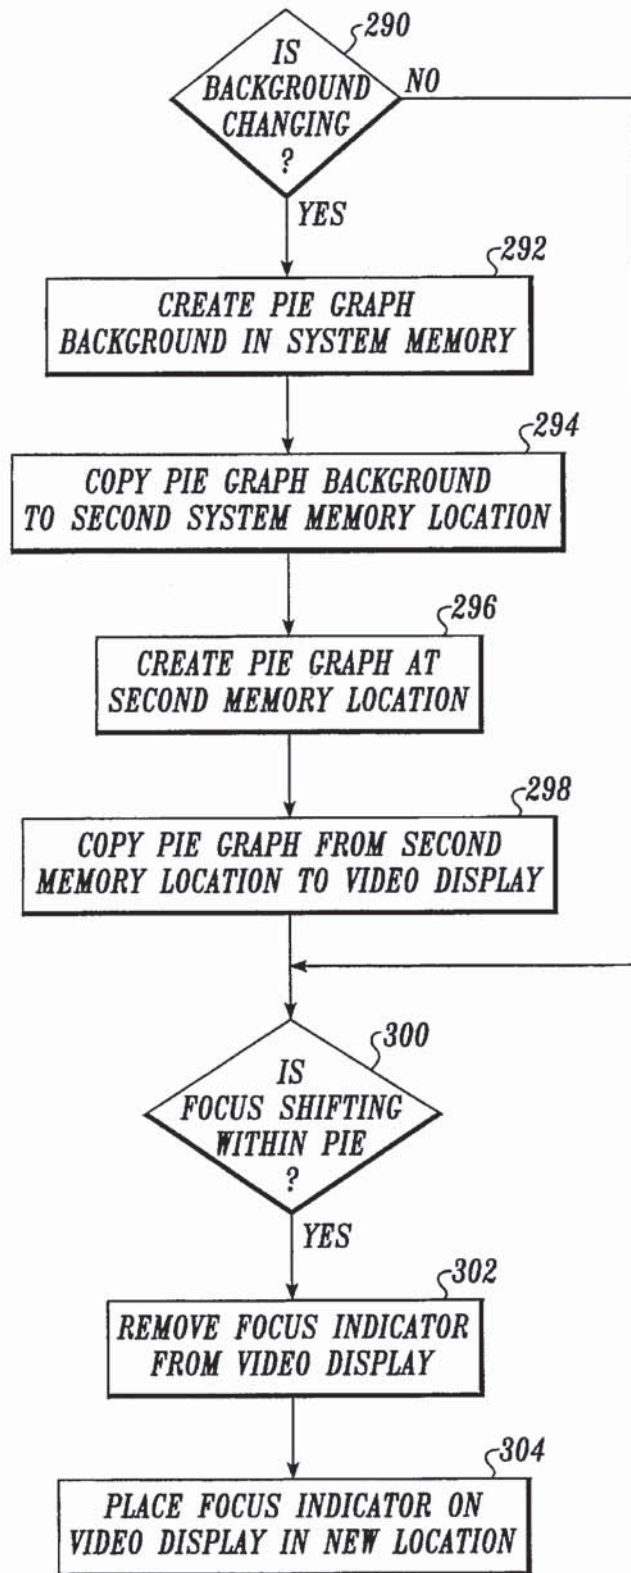 290
IS
BACKGROUND
CHANGING
?
NO
YES
292
CREATE PIE GRAPH
BACKGROUND IN SYSTEM MEMORY
294
COPY PIE GRAPH BACKGROUND
TO SECOND SYSTEM MEMORY LOCATION
296
CREATE PIE GRAPH AT
SECOND MEMORY LOCATION
298
COPY PIE GRAPH FROM SECOND
MEMORY LOCATION TO VIDEO DISPLAY
300
IS
FOCUS SHIFTING
WITHIN PIE
?
YES
302
REMOVE FOCUS INDICATOR
FROM VIDEO DISPLAY
304
PLACE FOCUS INDICATOR ON
VIDEO DISPLAY IN NEW LOCATION